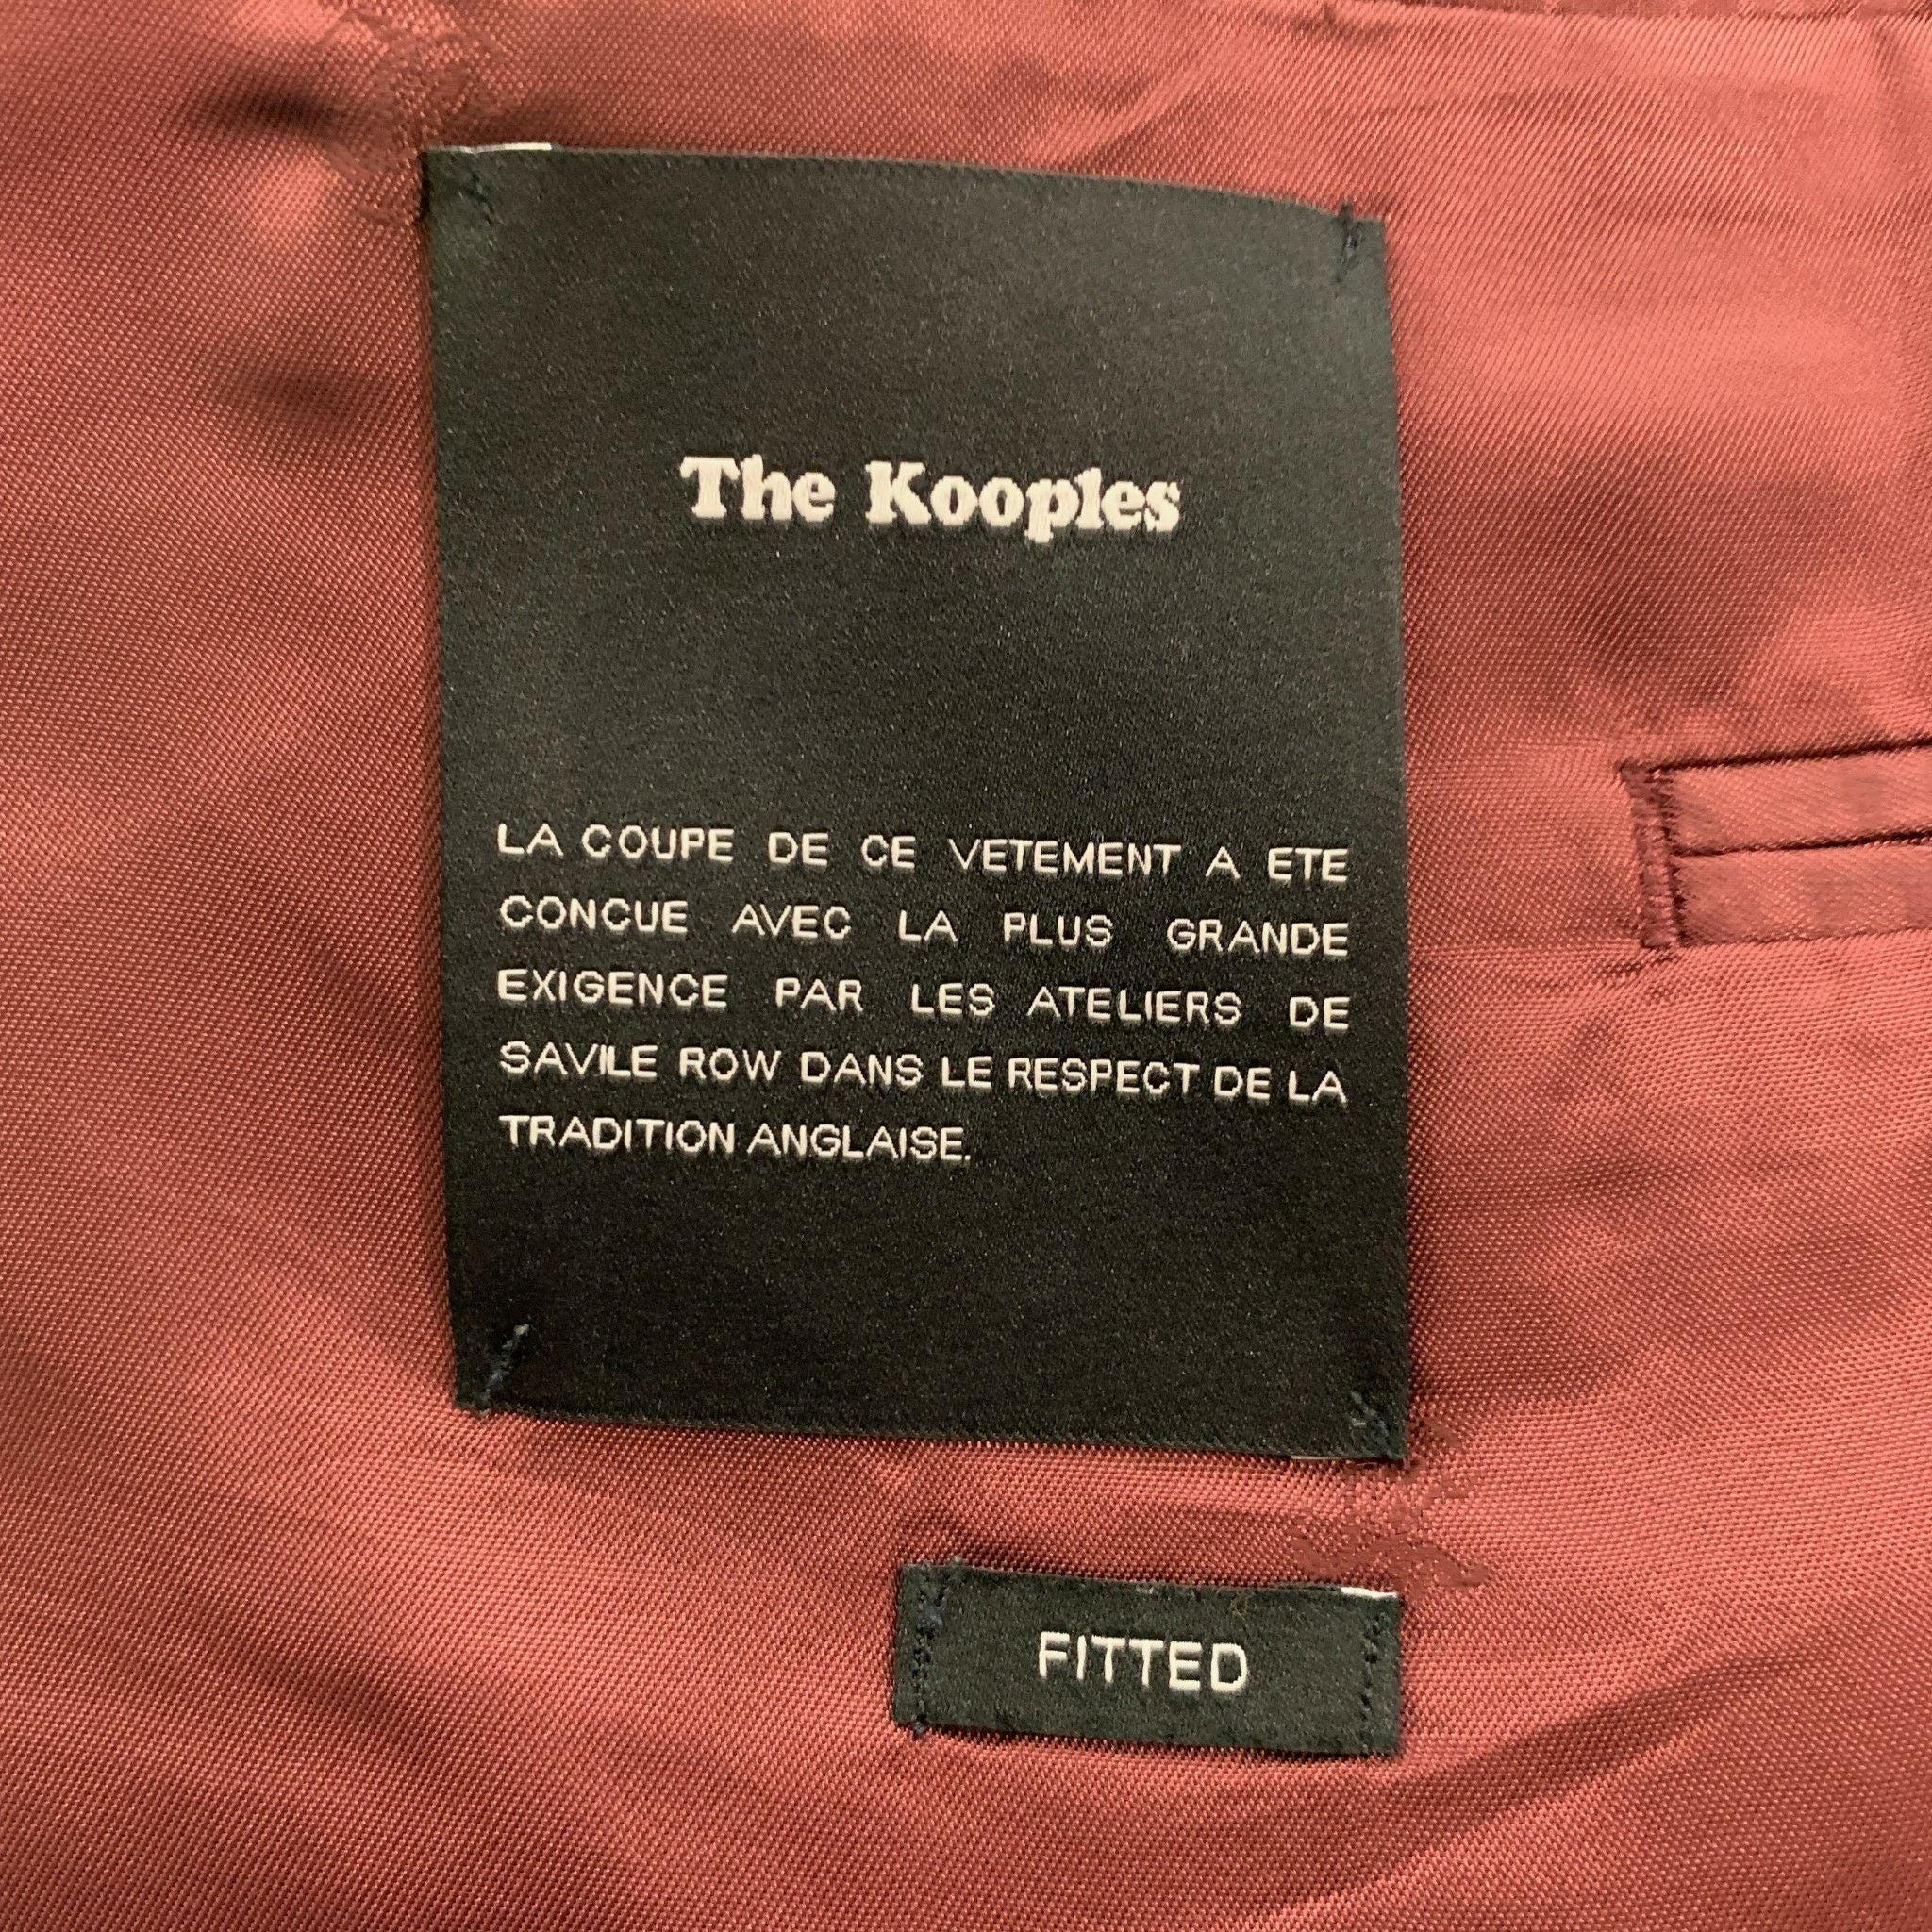 The Kooples
LA COUPE DE CE VETEMENT A ETE
CONCUE AVEC LA PLUS GRANDE
EXIGENCE PAR LES ATELIERS DE
SAVILE ROW DANS LE RESPECT DE LA
TRADITION ANGLAISE.
FITTED